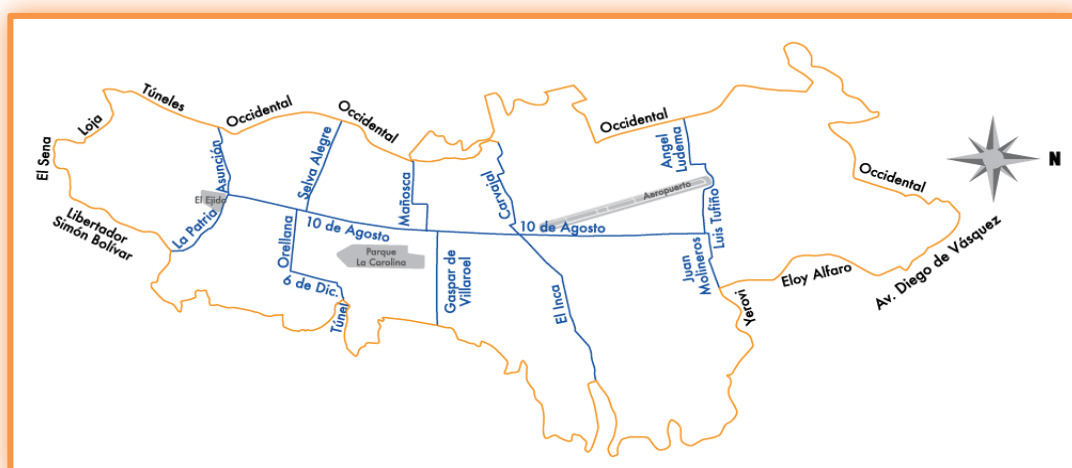 El Sena
Loja
Túneles
Occidental
Occidental
Asunción
El Ejido
La Patria
Libertador
Simón Bolívar
Selva Alegre
Orellana
10 de Agosto
6 de Dic.
Túnel
Parque
La Carolina
Mañosca
Gaspar de
Villaroel
Carvajal
10 de Agosto
El Inca
Aeropuerto
Occidental
Angel
Ludema
Luis Tufiño
Juan
Molineros
Yerovi
Eloy Alfaro
Occidental
Av. Diego de Vásquez
N